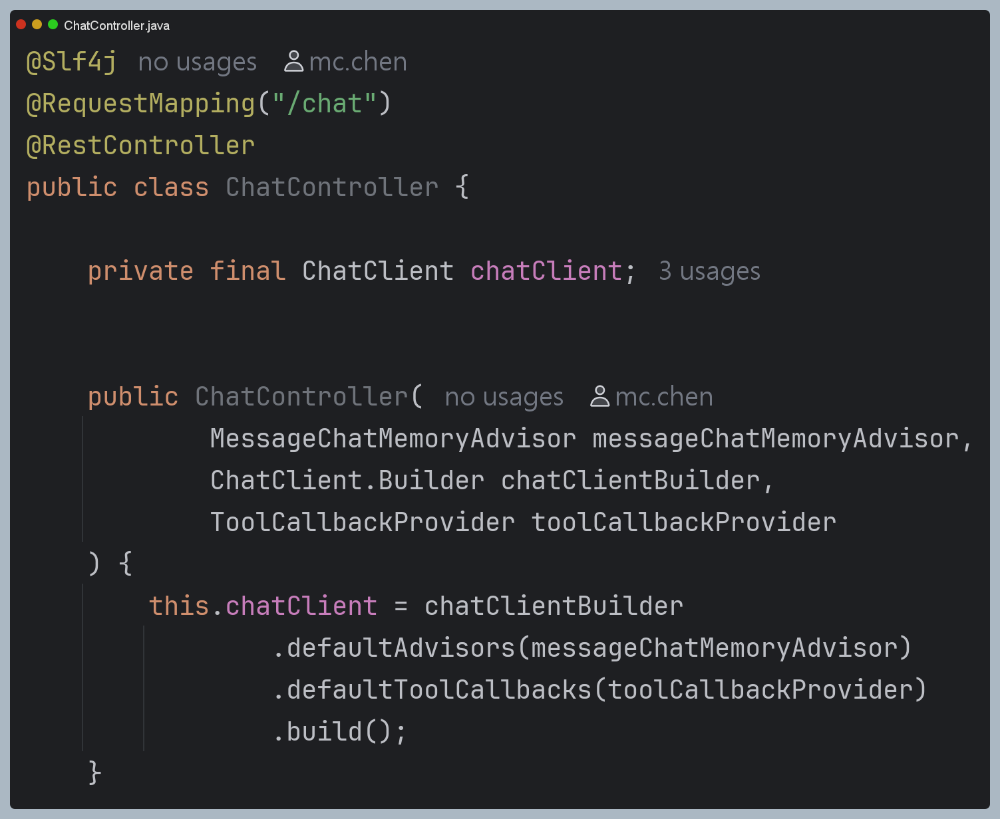 ChatController.java
@Slf4j no usages mc.chen
@RequestMapping("/chat")
@RestController
public class ChatController {
private final ChatClient chatClient; 3 usages
public ChatController( no usages mc.chen
MessageChatMemoryAdvisor messageChatMemoryAdvisor,
ChatClient.Builder chatClientBuilder,
ToolCallbackProvider toolCallbackProvider
) {
this.chatClient = chatClientBuilder
.defaultAdvisors(messageChatMemoryAdvisor)
.defaultToolCallbacks(toolCallbackProvider)
.build();
}